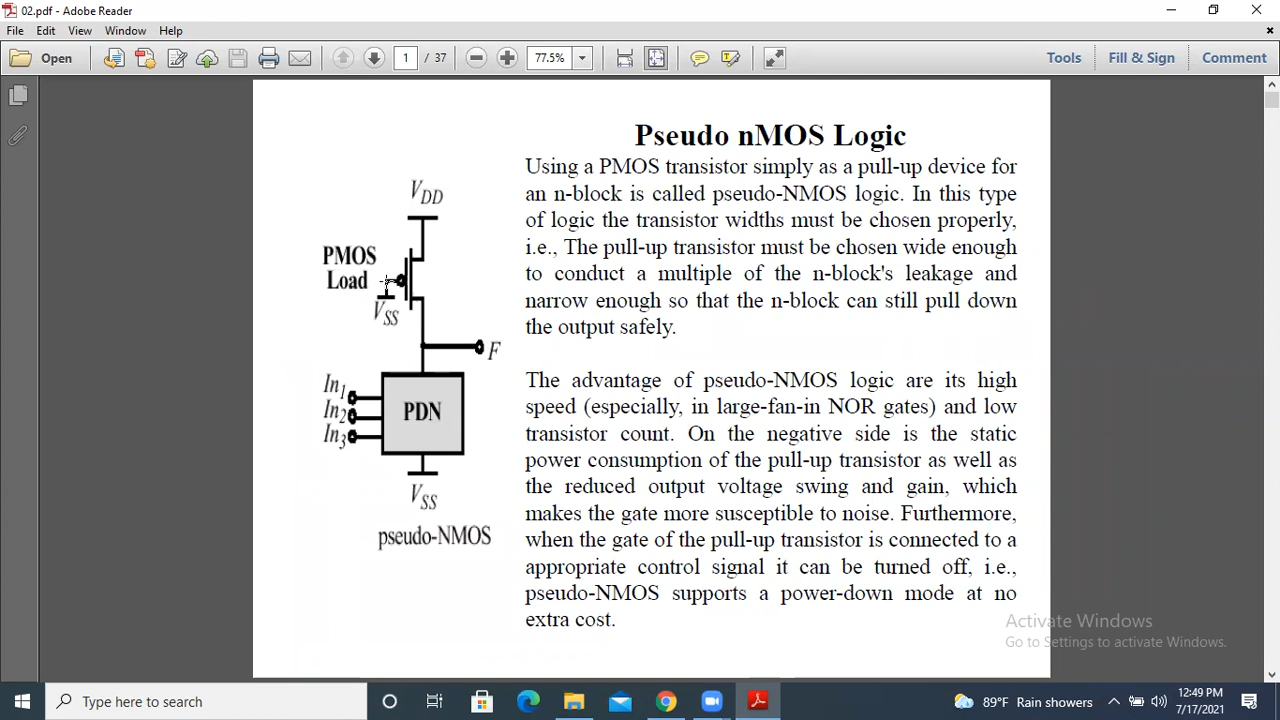 02.pdf - Adobe Reader
File Edit View Window Help
Open 1 / 37 77.5% Tools Fill & Sign Comment
Pseudo nMOS Logic
Using a PMOS transistor simply as a pull-up device for
an n-block is called pseudo-NMOS logic. In this type
of logic the transistor widths must be chosen properly,
i.e., The pull-up transistor must be chosen wide enough
to conduct a multiple of the n-block's leakage and
narrow enough so that the n-block can still pull down
the output safely.
The advantage of pseudo-NMOS logic are its high
speed (especially, in large-fan-in NOR gates) and low
transistor count. On the negative side is the static
power consumption of the pull-up transistor as well as
the reduced output voltage swing and gain, which
makes the gate more susceptible to noise. Furthermore,
when the gate of the pull-up transistor is connected to a
appropriate control signal it can be turned off, i.e.,
pseudo-NMOS supports a power-down mode at no
extra cost.
VDD
PMOS
Load
VSS
F
In1
In2
In3
PDN
VSS
pseudo-NMOS
Activate Windows
Go to Settings to activate Windows.
Type here to search
89°F Rain showers
12:49 PM
7/17/2021